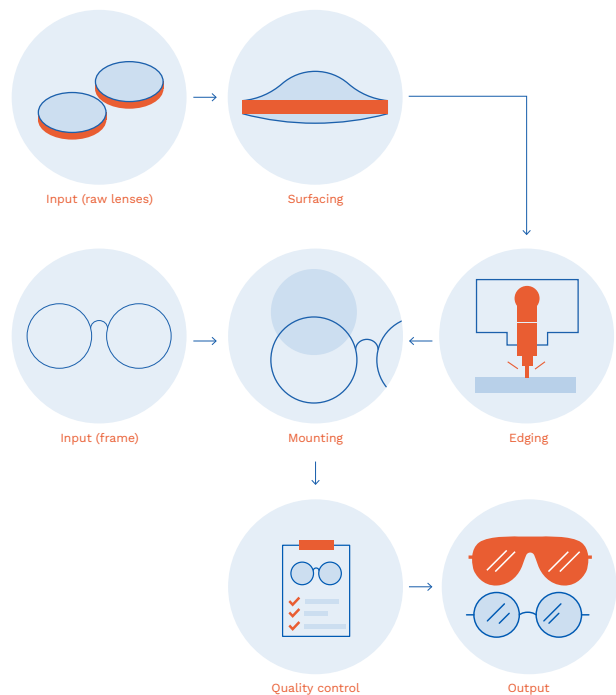 Input (raw lenses)
Surfacing
Input (frame)
Mounting
Edging
Quality control
Output